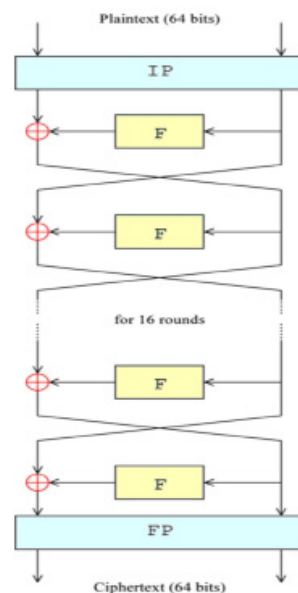 Plaintext (64 bits)
IP
F
F
for 16 rounds
F
F
FP
Ciphertext (64 bits)